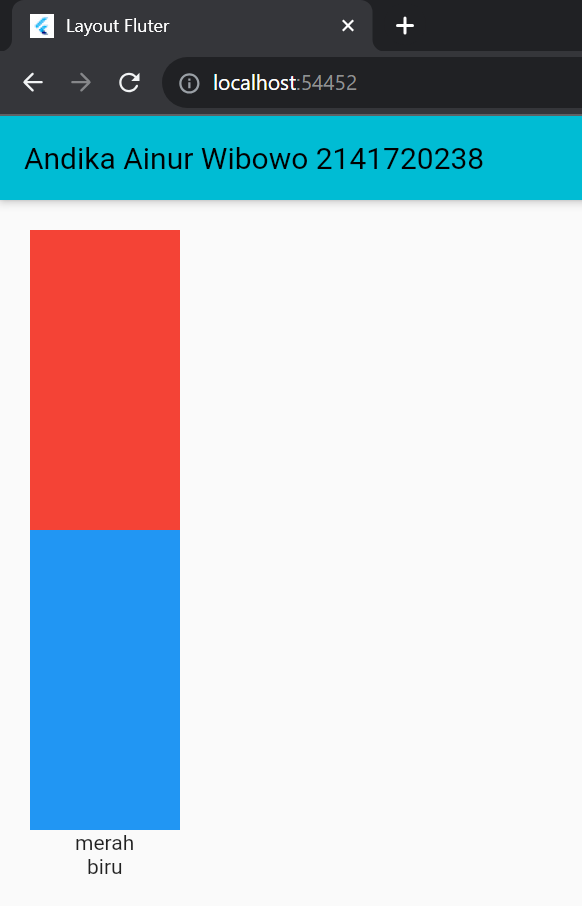 Layout Fluter
localhost:54452
Andika Ainur Wibowo 2141720238
merah
biru